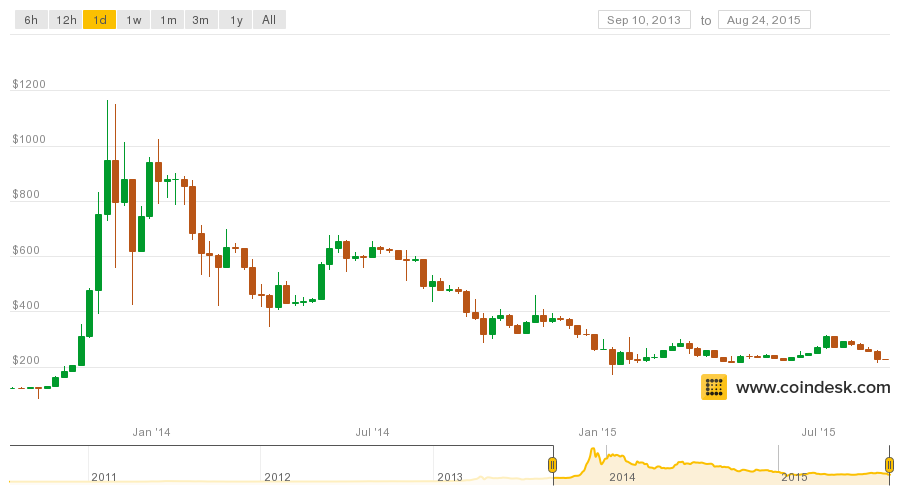 6h 12h 1d 1w 1m 3m 1y All Sep 10, 2013 to Aug 24, 2015
$1200
$1000
$800
$600
$400
$200
www.coindesk.com
Jan '14 Jul '14 Jan '15 Jul '15
2011 2012 2013 2014 2015